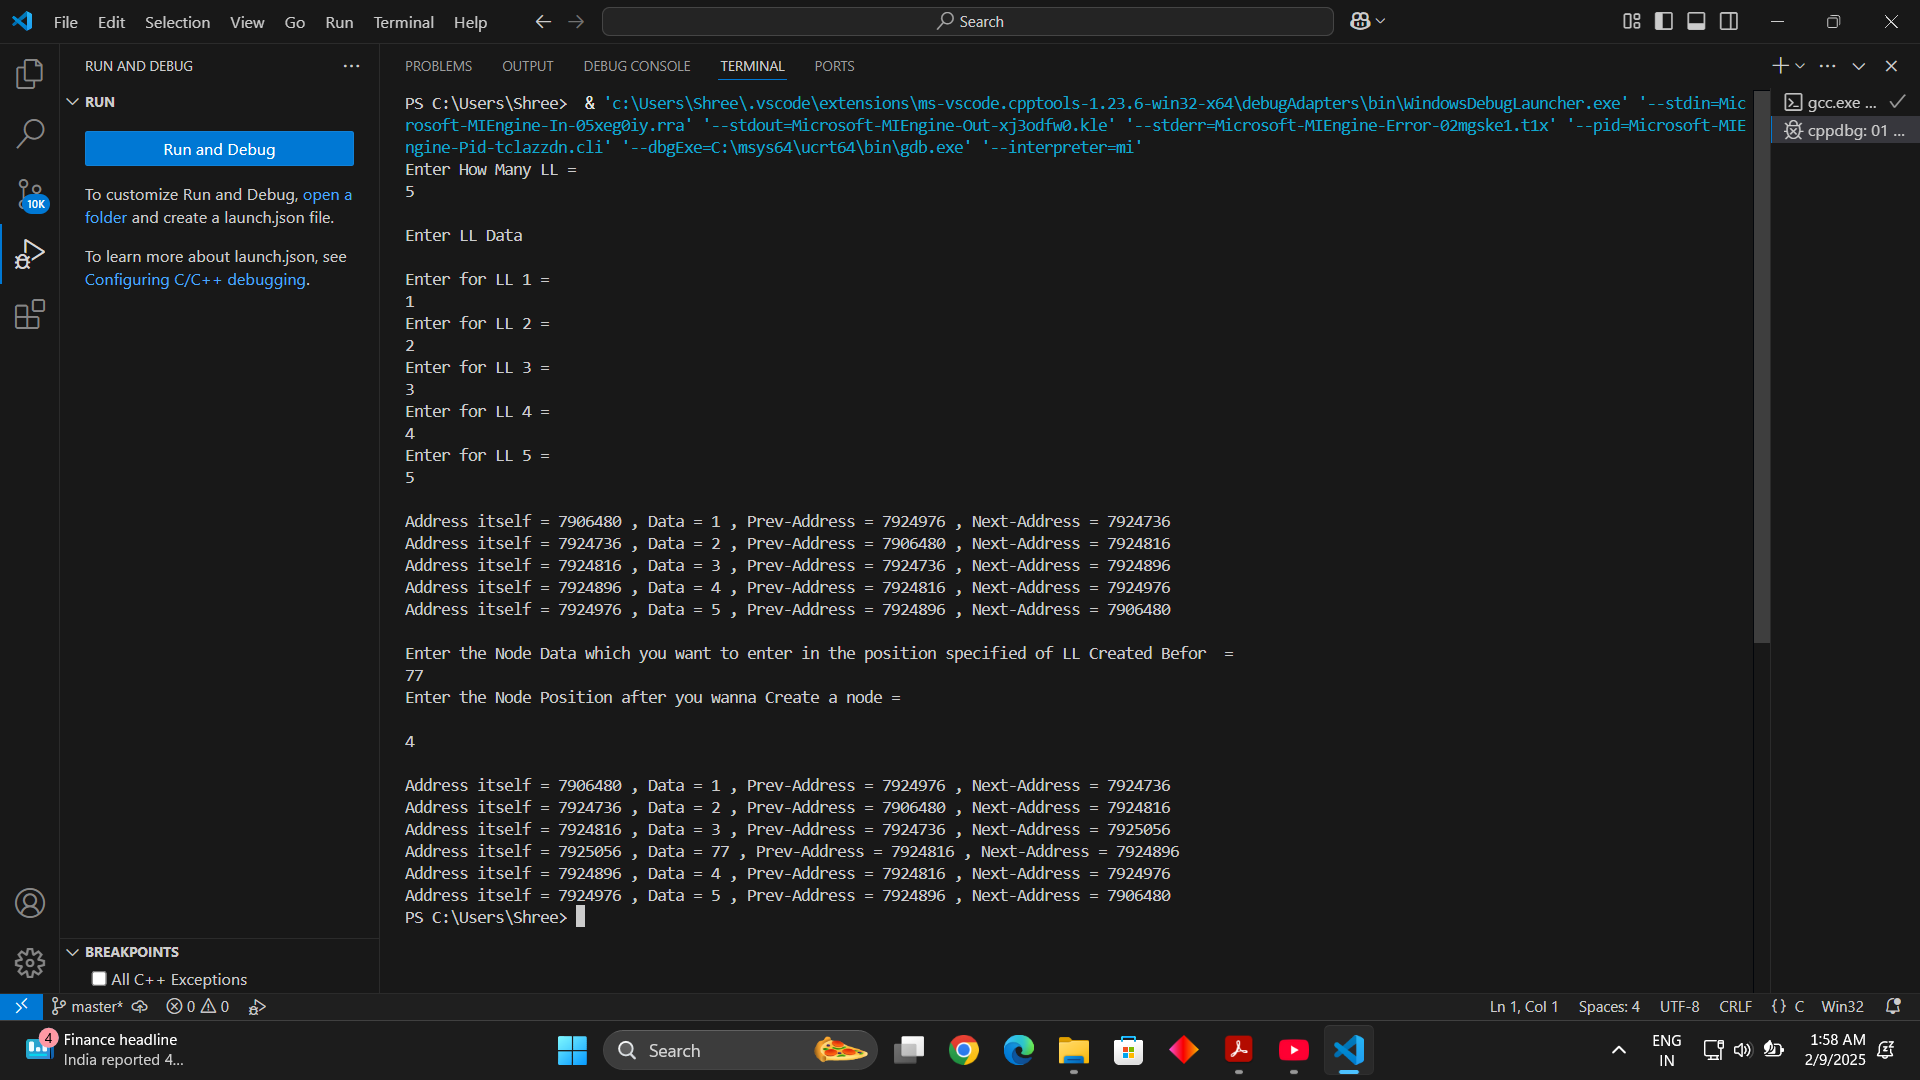 File Edit Selection View Go Run Terminal Help Search
RUN AND DEBUG
RUN
Run and Debug
To customize Run and Debug, open a
folder and create a launch.json file.
To learn more about launch.json, see
Configuring C/C++ debugging.
10K
BREAKPOINTS
All C++ Exceptions
PROBLEMS OUTPUT DEBUG CONSOLE TERMINAL PORTS
PS C:\Users\Shree>  & 'c:\Users\Shree\.vscode\extensions\ms-vscode.cpptools-1.23.6-win32-x64\debugAdapters\bin\WindowsDebugLauncher.exe' '--stdin=Mic
rosoft-MIEngine-In-05xeg0iy.rra' '--stdout=Microsoft-MIEngine-Out-xj3odfw0.kle' '--stderr=Microsoft-MIEngine-Error-02mgske1.t1x' '--pid=Microsoft-MIE
ngine-Pid-tclazzdn.cli' '--dbgExe=C:\msys64\ucrt64\bin\gdb.exe' '--interpreter=mi'
Enter How Many LL =
5
Enter LL Data
Enter for LL 1 =
1
Enter for LL 2 =
2
Enter for LL 3 =
3
Enter for LL 4 =
4
Enter for LL 5 =
5
Address itself = 7906480 , Data = 1 , Prev-Address = 7924976 , Next-Address = 7924736
Address itself = 7924736 , Data = 2 , Prev-Address = 7906480 , Next-Address = 7924816
Address itself = 7924816 , Data = 3 , Prev-Address = 7924736 , Next-Address = 7924896
Address itself = 7924896 , Data = 4 , Prev-Address = 7924816 , Next-Address = 7924976
Address itself = 7924976 , Data = 5 , Prev-Address = 7924896 , Next-Address = 7906480
Enter the Node Data which you want to enter in the position specified of LL Created Befor  =
77
Enter the Node Position after you wanna Create a node =
4
Address itself = 7906480 , Data = 1 , Prev-Address = 7924976 , Next-Address = 7924736
Address itself = 7924736 , Data = 2 , Prev-Address = 7906480 , Next-Address = 7924816
Address itself = 7924816 , Data = 3 , Prev-Address = 7924736 , Next-Address = 7925056
Address itself = 7925056 , Data = 77 , Prev-Address = 7924816 , Next-Address = 7924896
Address itself = 7924896 , Data = 4 , Prev-Address = 7924816 , Next-Address = 7924976
Address itself = 7924976 , Data = 5 , Prev-Address = 7924896 , Next-Address = 7906480
PS C:\Users\Shree>
gcc.exe ...
cppdbg: 01 ...
master* 0 0 Ln 1, Col 1 Spaces: 4 UTF-8 CRLF {} C Win32
4
Finance headline
India reported 4...
Search
ENG
IN
1:58 AM
2/9/2025